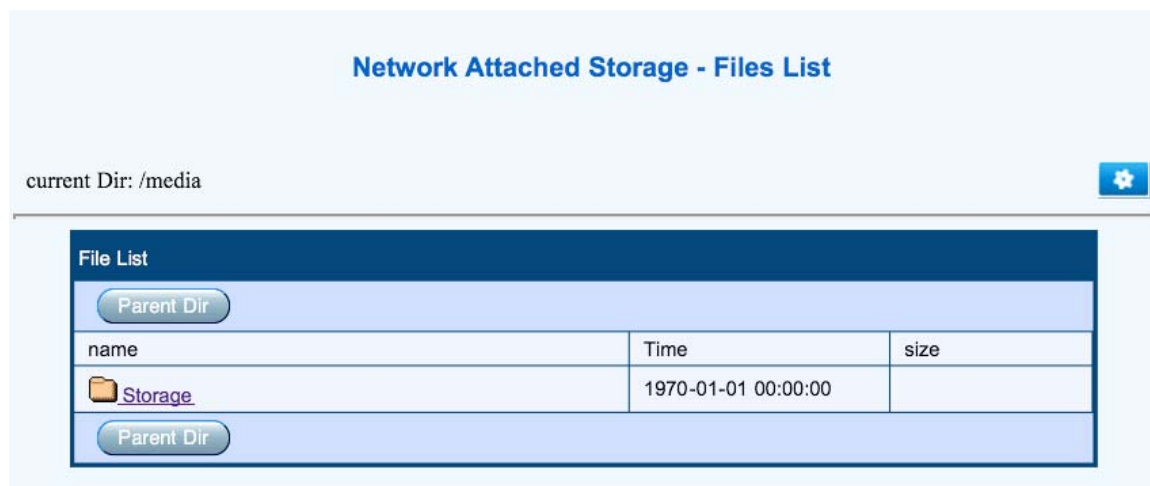 Network Attached Storage - Files List
current Dir: /media
File List
Parent Dir
name Time size
Storage 1970-01-01 00:00:00
Parent Dir